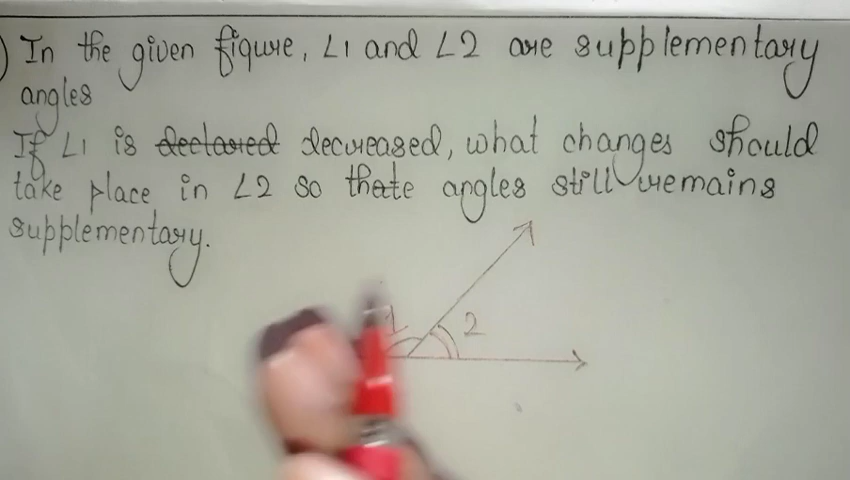 ) In the given figure, ∠1 and ∠2 are supplementary
angles
If ∠1 is declared decreased, what changes should
take place in ∠2 so thate angles still remains
supplementary.
1 2